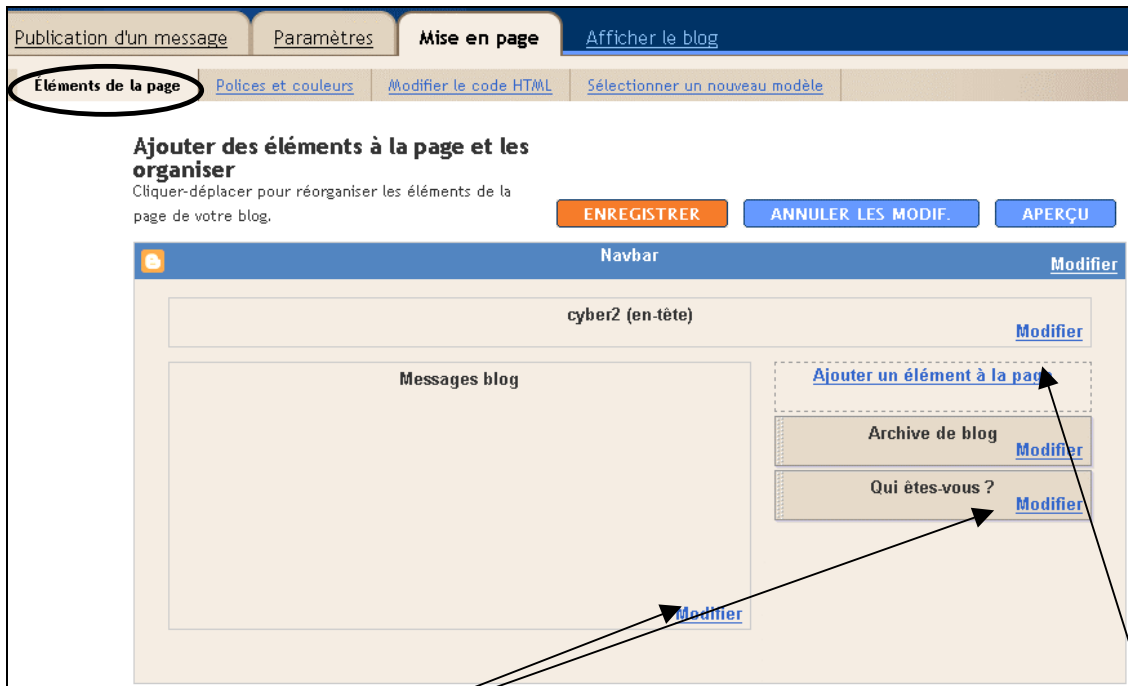 Publication d'un message Paramètres Mise en page Afficher le blog
Éléments de la page Polices et couleurs Modifier le code HTML Sélectionner un nouveau modèle
Ajouter des éléments à la page et les
organiser
Cliquer-déplacer pour réorganiser les éléments de la
page de votre blog.
ENREGISTRER ANNULER LES MODIF. APERÇU
Navbar
Modifier
cyber2 (en-tête)
Modifier
Messages blog
Modifier
Ajouter un élément à la page
Archive de blog
Modifier
Qui êtes-vous ?
Modifier